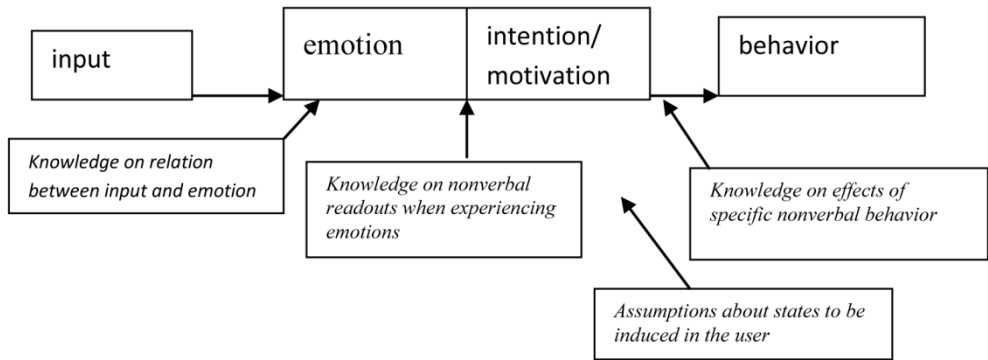 input
emotion
intention/
motivation
behavior
Knowledge on relation
between input and emotion
Knowledge on nonverbal
readouts when experiencing
emotions
Knowledge on effects of
specific nonverbal behavior
Assumptions about states to be
induced in the user